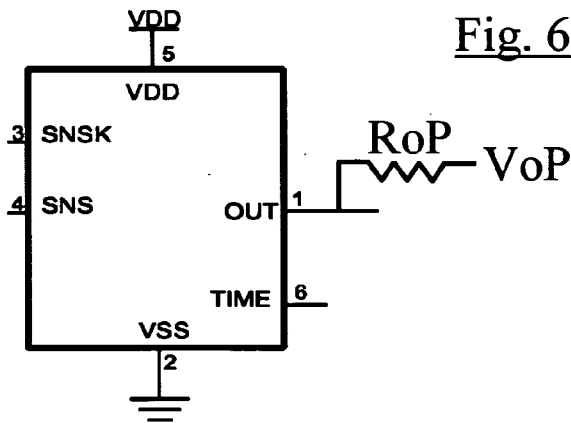 VDD
Fig. 6
5
VDD
3 SNSK
RoP
VoP
4 SNS
OUT 1
TIME 6
VSS
2